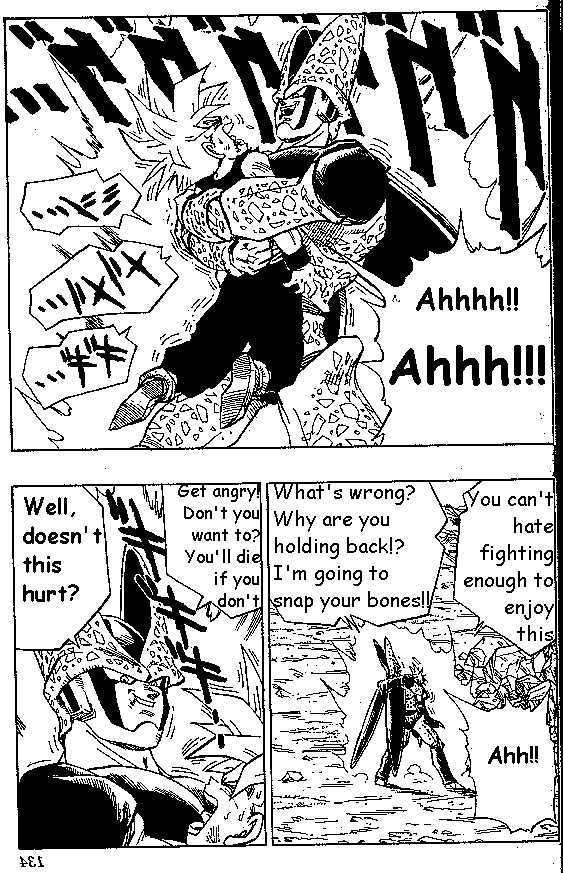 Ahhhh!!
Ahhh!!!
Well,
doesn't
this
hurt?
Get angry!
Don't you
want to?
You'll die
if you
don't
What's wrong?
Why are you
holding back!?
I'm going to
snap your bones!!
You can't
hate
fighting
enough to
enjoy
this
Ahh!!
134